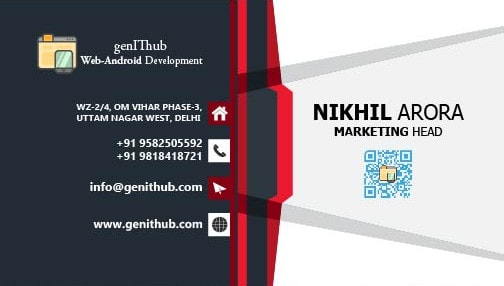 genIThub
Web-Android Development
WZ-2/4, OM VIHAR PHASE-3,
UTTAM NAGAR WEST, DELHI
+91 9582505592
+91 9818418721
info@genithub.com
www.genithub.com
NIKHIL ARORA
MARKETING HEAD